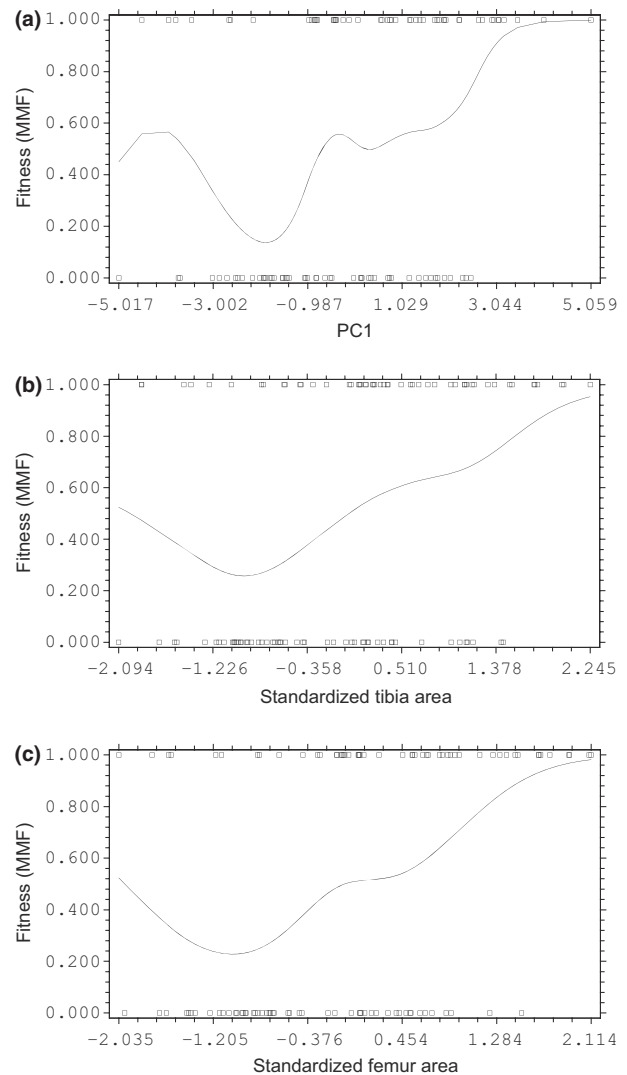 (a)
1.000
0.800
0.600
0.400
0.200
0.000
Fitness (MMF)
−5.017 −3.002 −0.987 1.029 3.044 5.059
PC1
(b)
1.000
0.800
0.600
0.400
0.200
0.000
Fitness (MMF)
−2.094 −1.226 −0.358 0.510 1.378 2.245
Standardized tibia area
(c)
1.000
0.800
0.600
0.400
0.200
0.000
Fitness (MMF)
−2.035 −1.205 −0.376 0.454 1.284 2.114
Standardized femur area